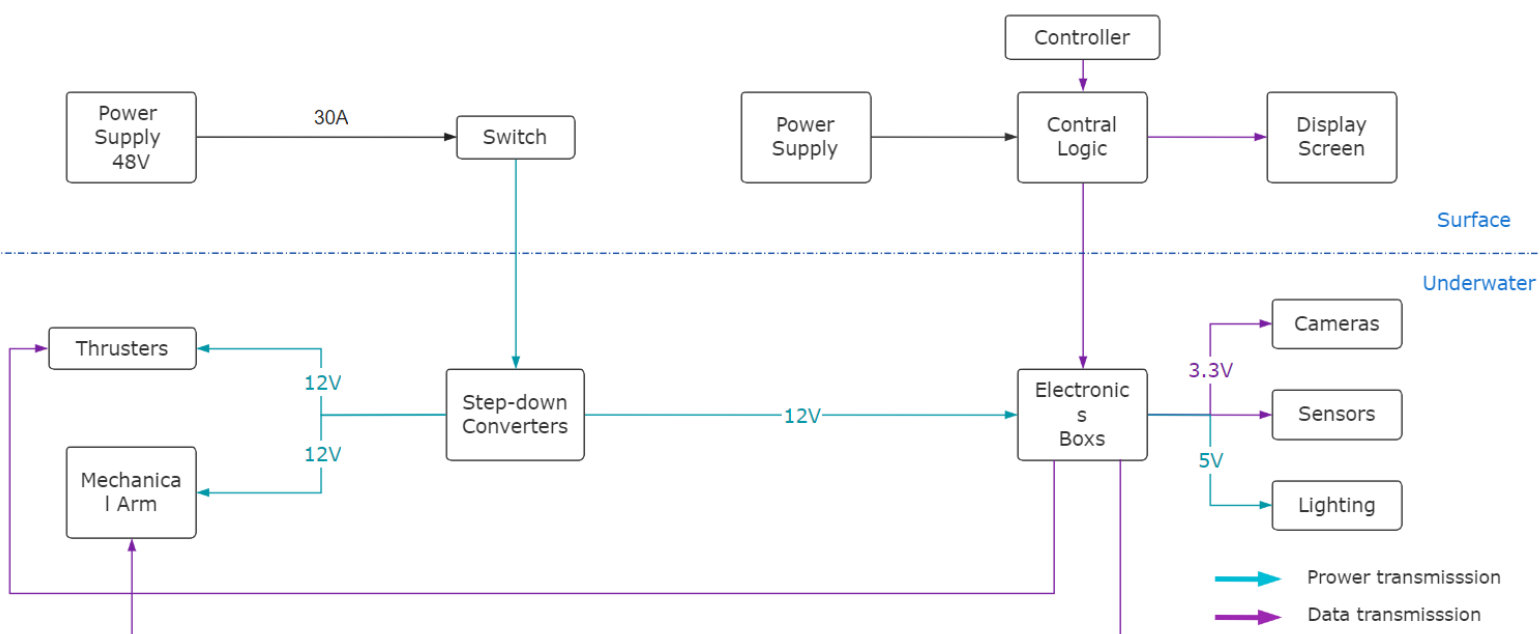 Controller
Power
Supply
48V
30A
Switch
Power
Supply
Contral
Logic
Display
Screen
Surface
Underwater
Thrusters
12V
12V
Mechanica
l Arm
Step-down
Converters
12V
Electronic
s
Boxs
3.3V
5V
Cameras
Sensors
Lighting
Prower transmisssion
Data transmisssion